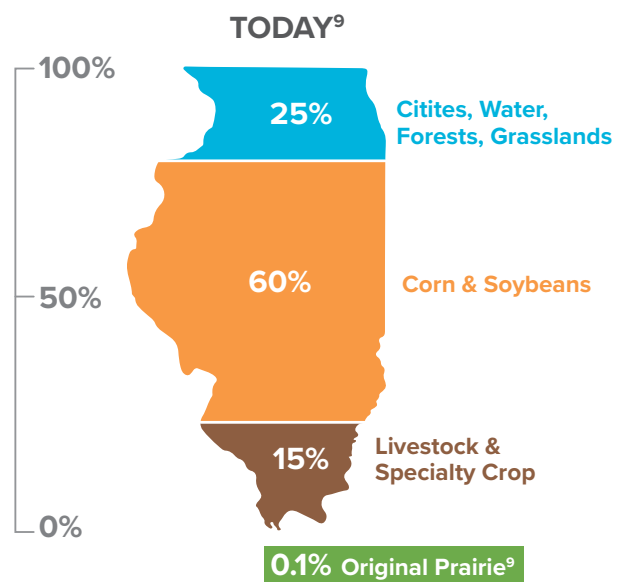 TODAY⁹
100%
25%
Citites, Water,
Forests, Grasslands
60%
Corn & Soybeans
50%
15%
Livestock &
Specialty Crop
0%
0.1% Original Prairie⁹